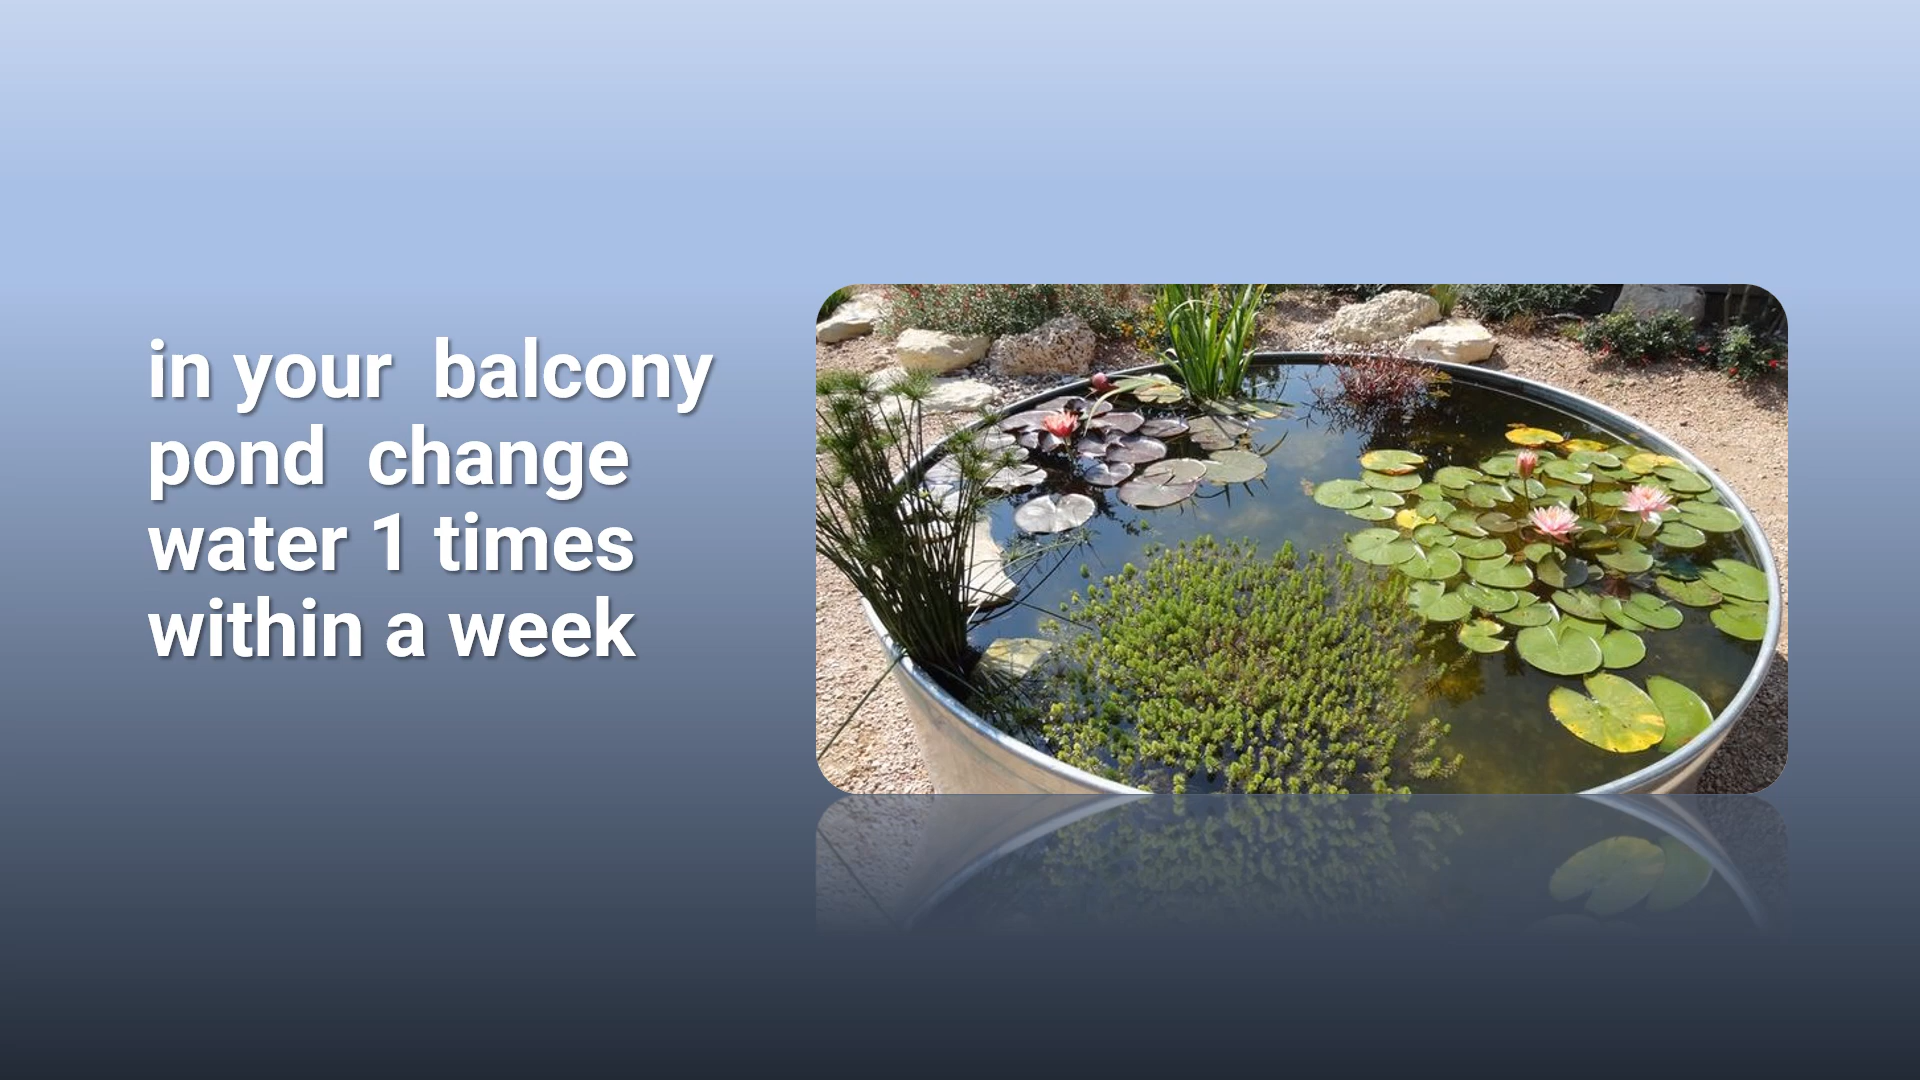 in your  balcony
pond  change
water 1 times
within a week